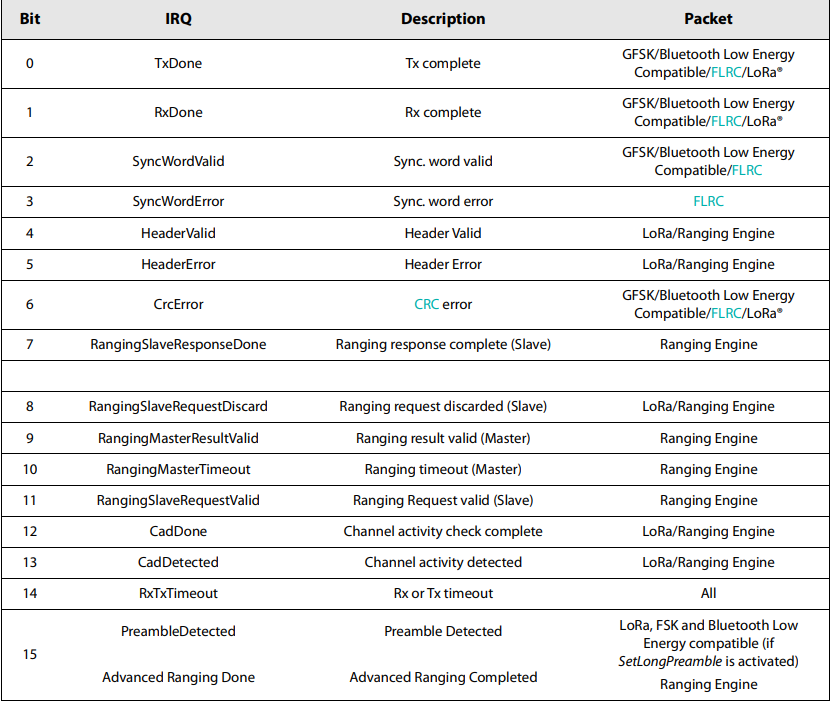 Bit IRQ Description Packet
0 TxDone Tx complete GFSK/Bluetooth Low Energy
Compatible/FLRC/LoRa®
1 RxDone Rx complete GFSK/Bluetooth Low Energy
Compatible/FLRC/LoRa®
2 SyncWordValid Sync. word valid GFSK/Bluetooth Low Energy
Compatible/FLRC
3 SyncWordError Sync. word error FLRC
4 HeaderValid Header Valid LoRa/Ranging Engine
5 HeaderError Header Error LoRa/Ranging Engine
6 CrcError CRC error GFSK/Bluetooth Low Energy
Compatible/FLRC/LoRa®
7 RangingSlaveResponseDone Ranging response complete (Slave) Ranging Engine
8 RangingSlaveRequestDiscard Ranging request discarded (Slave) LoRa/Ranging Engine
9 RangingMasterResultValid Ranging result valid (Master) Ranging Engine
10 RangingMasterTimeout Ranging timeout (Master) Ranging Engine
11 RangingSlaveRequestValid Ranging Request valid (Slave) Ranging Engine
12 CadDone Channel activity check complete LoRa/Ranging Engine
13 CadDetected Channel activity detected LoRa/Ranging Engine
14 RxTxTimeout Rx or Tx timeout All
15 PreambleDetected Preamble Detected LoRa, FSK and Bluetooth Low
Energy compatible (if
SetLongPreamble is activated)
Advanced Ranging Done Advanced Ranging Completed Ranging Engine